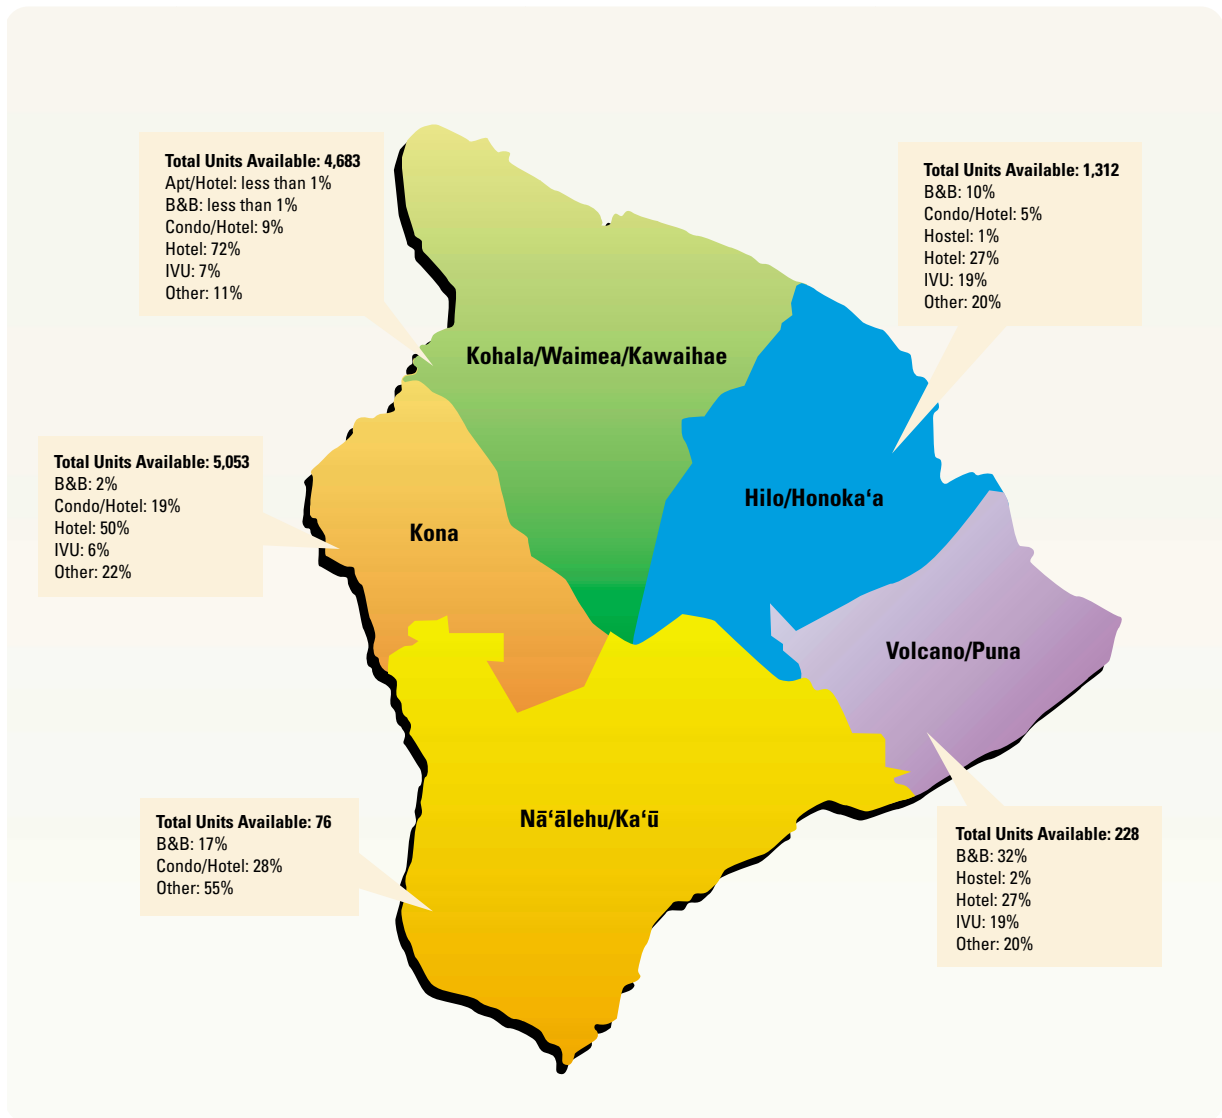 Total Units Available: 4,683
Apt/Hotel: less than 1%
B&B: less than 1%
Condo/Hotel: 9%
Hotel: 72%
IVU: 7%
Other: 11%
Total Units Available: 1,312
B&B: 10%
Condo/Hotel: 5%
Hostel: 1%
Hotel: 27%
IVU: 19%
Other: 20%
Kohala/Waimea/Kawaihae
Total Units Available: 5,053
B&B: 2%
Condo/Hotel: 19%
Hotel: 50%
IVU: 6%
Other: 22%
Kona
Hilo/Honoka‘a
Volcano/Puna
Nā‘ālehu/Ka‘ū
Total Units Available: 76
B&B: 17%
Condo/Hotel: 28%
Other: 55%
Total Units Available: 228
B&B: 32%
Hostel: 2%
Hotel: 27%
IVU: 19%
Other: 20%